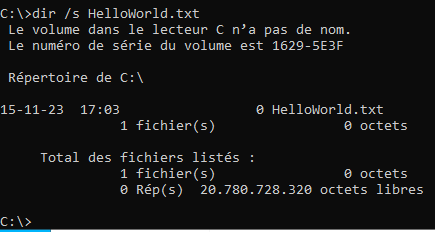 C:\>dir /s HelloWorld.txt
Le volume dans le lecteur C n’a pas de nom.
Le numéro de série du volume est 1629-5E3F
Répertoire de C:\
15-11-23  17:03                 0 HelloWorld.txt
1 fichier(s)                0 octets
Total des fichiers listés :
1 fichier(s)                0 octets
0 Rép(s)  20.780.728.320 octets libres
C:\>